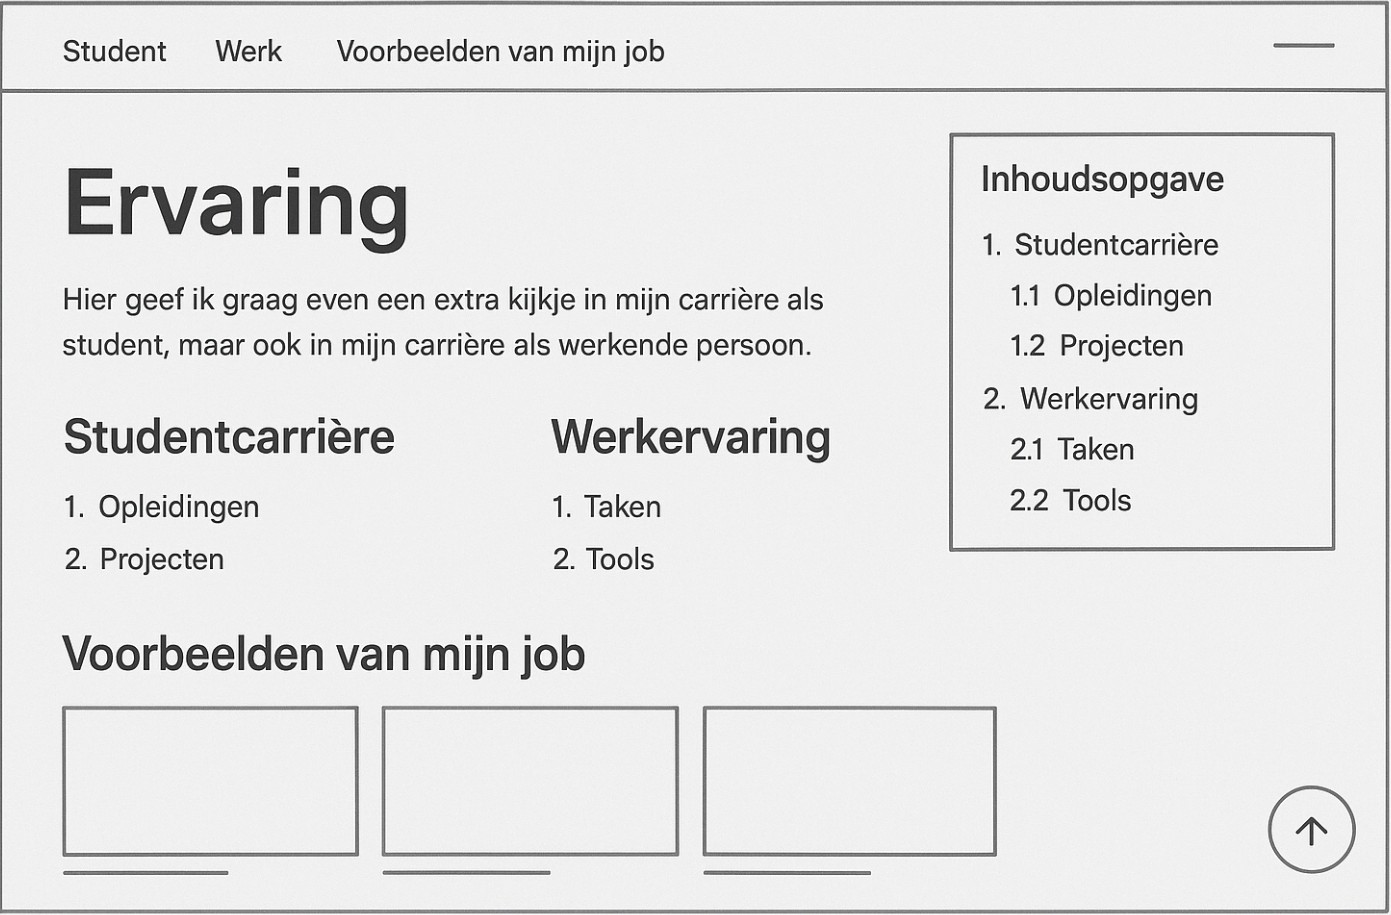 Student Werk Voorbeelden van mijn job
Ervaring
Hier geef ik graag even een extra kijkje in mijn carrière als
student, maar ook in mijn carrière als werkende persoon.
Studentcarrière
1. Opleidingen
2. Projecten
Werkervaring
1. Taken
2. Tools
Voorbeelden van mijn job
Inhoudsopgave
1. Studentcarrière
1.1 Opleidingen
1.2 Projecten
2. Werkervaring
2.1 Taken
2.2 Tools